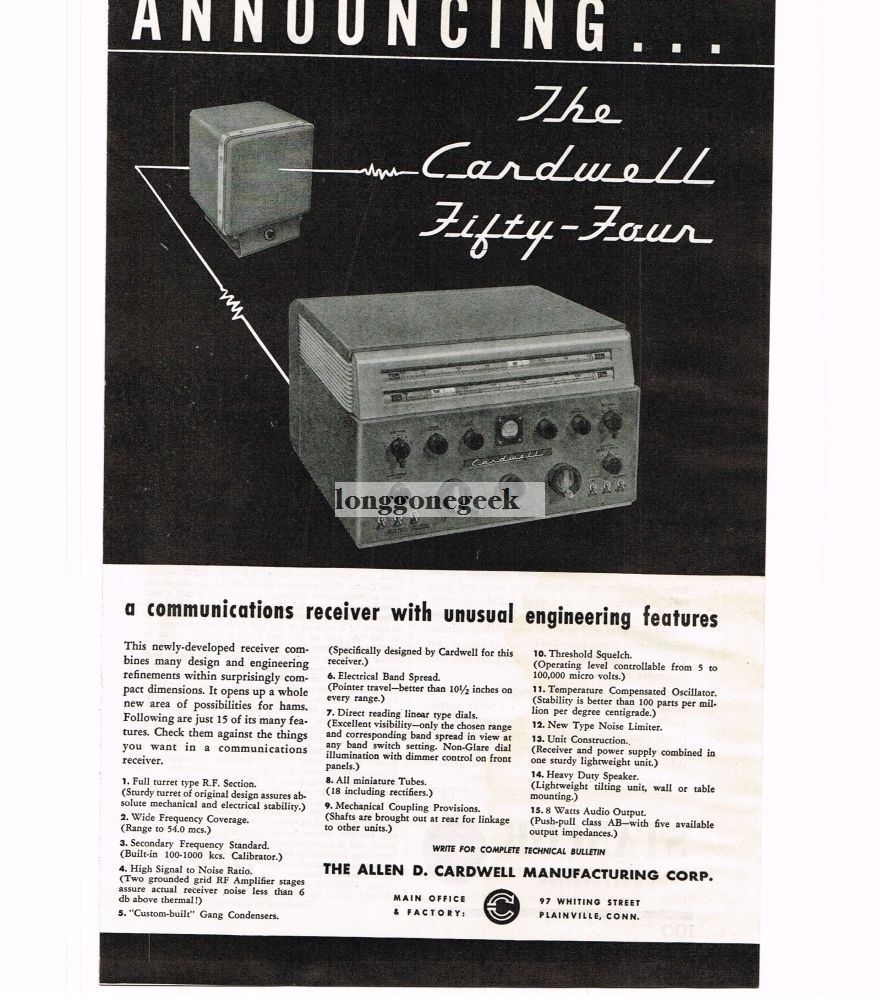 ANNOUNCING...
The
Cardwell
Fifty-Four
Cardwell
longgonegeek
a communications receiver with unusual engineering features
This newly-developed receiver com-
bines many design and engineering
refinements within surprisingly com-
pact dimensions. It opens up a whole
new area of possibilities for hams.
Following are just 15 of its many fea-
tures. Check them against the things
you want in a communications
receiver.
1. Full turret type R.F. Section.
(Sturdy turret of original design assures ab-
solute mechanical and electrical stability.)
2. Wide Frequency Coverage.
(Range to 54.0 mcs.)
3. Secondary Frequency Standard.
(Built-in 100-1000 kcs. Calibrator.)
4. High Signal to Noise Ratio.
(Two grounded grid RF Amplifier stages
assure actual receiver noise less than 6
db above thermal!)
5. "Custom-built" Gang Condensers.
(Specifically designed by Cardwell for this
receiver.)
6. Electrical Band Spread.
(Pointer travel—better than 10½ inches on
every range.)
7. Direct reading linear type dials.
(Excellent visibility—only the chosen range
and corresponding band spread in view at
any band switch setting. Non-Glare dial
illumination with dimmer control on front
panels.)
8. All miniature Tubes.
(18 including rectifiers.)
9. Mechanical Coupling Provisions.
(Shafts are brought out at rear for linkage
to other units.)
10. Threshold Squelch.
(Operating level controllable from 5 to
100,000 micro volts.)
11. Temperature Compensated Oscillator.
(Stability is better than 100 parts per mil-
lion per degree centigrade.)
12. New Type Noise Limiter.
13. Unit Construction.
(Receiver and power supply combined in
one sturdy lightweight unit.)
14. Heavy Duty Speaker.
(Lightweight tilting unit, wall or table
mounting.)
15. 8 Watts Audio Output.
(Push-pull class AB—with five available
output impedances.)
WRITE FOR COMPLETE TECHNICAL BULLETIN
THE ALLEN D. CARDWELL MANUFACTURING CORP.
MAIN OFFICE
& FACTORY:
97 WHITING STREET
PLAINVILLE, CONN.